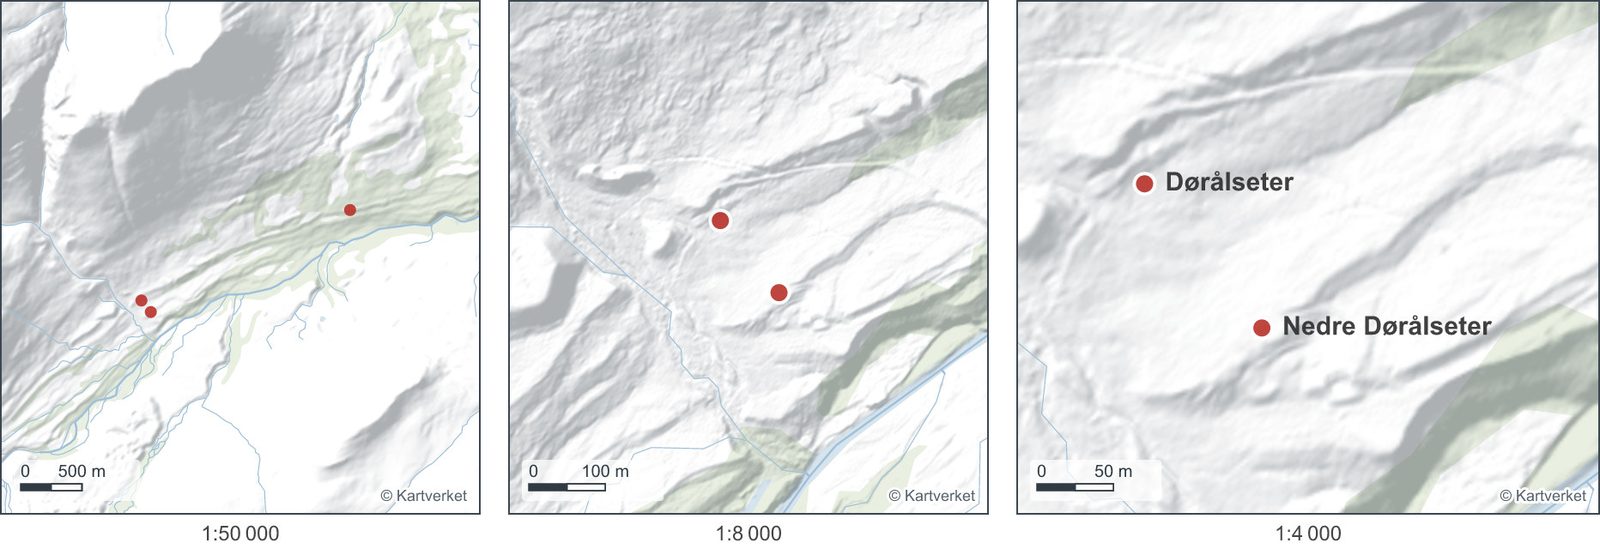 Dørålseter
Nedre Dørålseter
0 500 m
© Kartverket
0 100 m
© Kartverket
0 50 m
© Kartverket
1:50 000
1:8 000
1:4 000